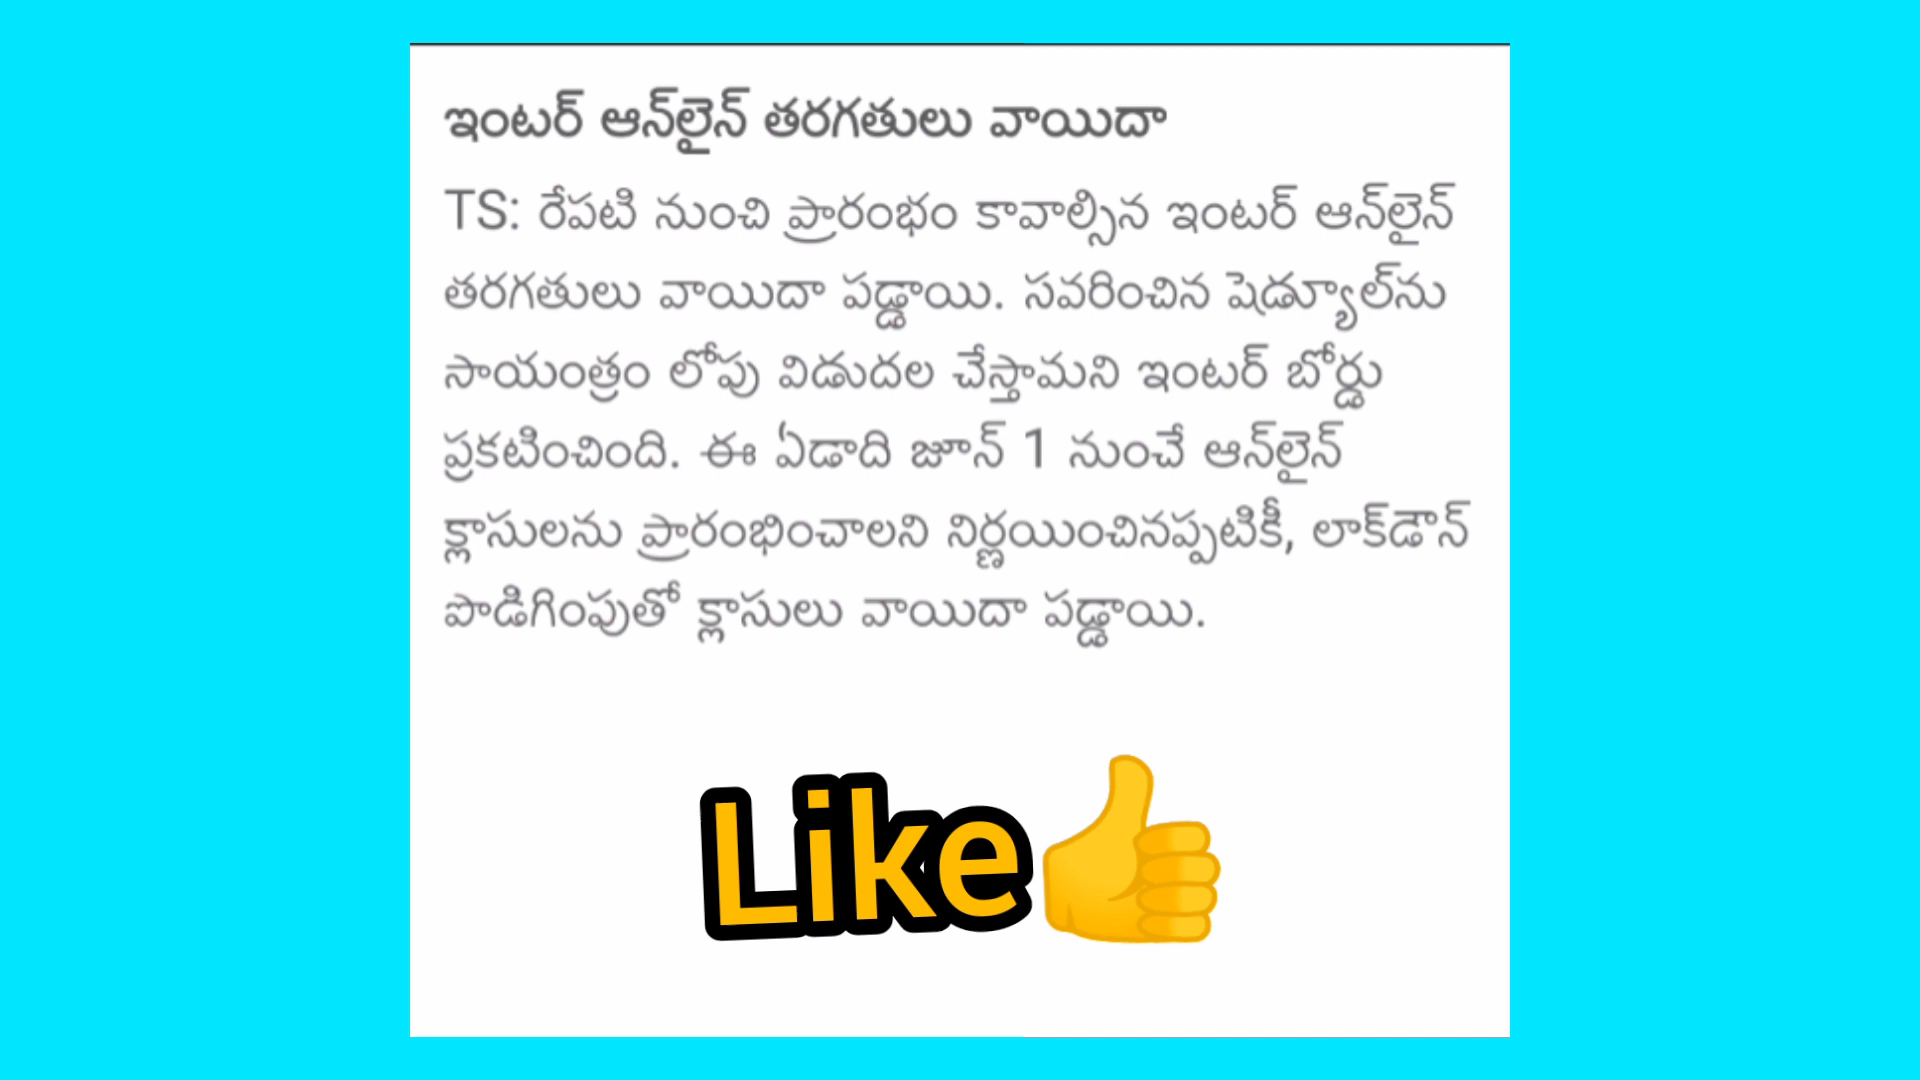 ఇంటర్ ఆన్‌లైన్ తరగతులు వాయిదా
TS: రేపటి నుంచి ప్రారంభం కావాల్సిన ఇంటర్ ఆన్‌లైన్
తరగతులు వాయిదా పడ్డాయి. సవరించిన షెడ్యూల్‌ను
సాయంత్రం లోపు విడుదల చేస్తామని ఇంటర్ బోర్డు
ప్రకటించింది. ఈ ఏడాది జూన్ 1 నుంచే ఆన్‌లైన్
క్లాసులను ప్రారంభించాలని నిర్ణయించినప్పటికీ, లాక్‌డౌన్
పొడిగింపుతో క్లాసులు వాయిదా పడ్డాయి.
Like